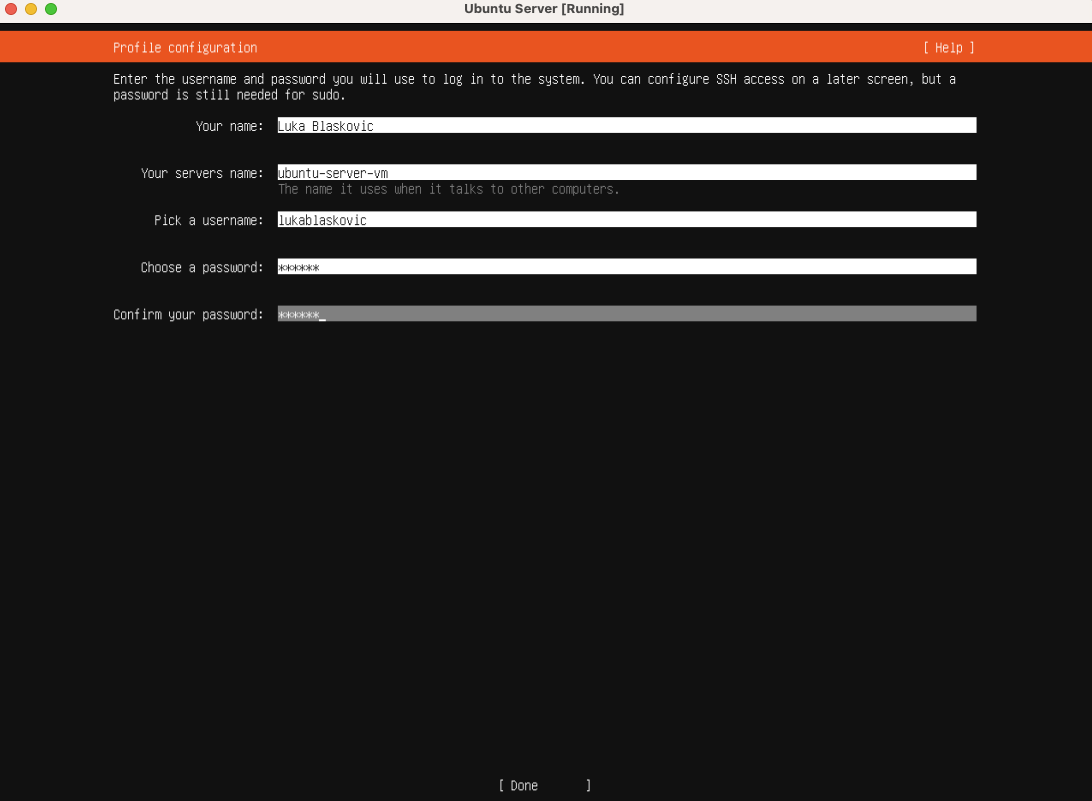 Ubuntu Server [Running]
Profile configuration [ Help ]
Enter the username and password you will use to log in to the system. You can configure SSH access on a later screen, but a
password is still needed for sudo.
Your name: Luka Blaskovic
Your servers name: ubuntu-server-vm
The name it uses when it talks to other computers.
Pick a username: lukablaskovic
Choose a password: ******
Confirm your password: ******_
[ Done ]